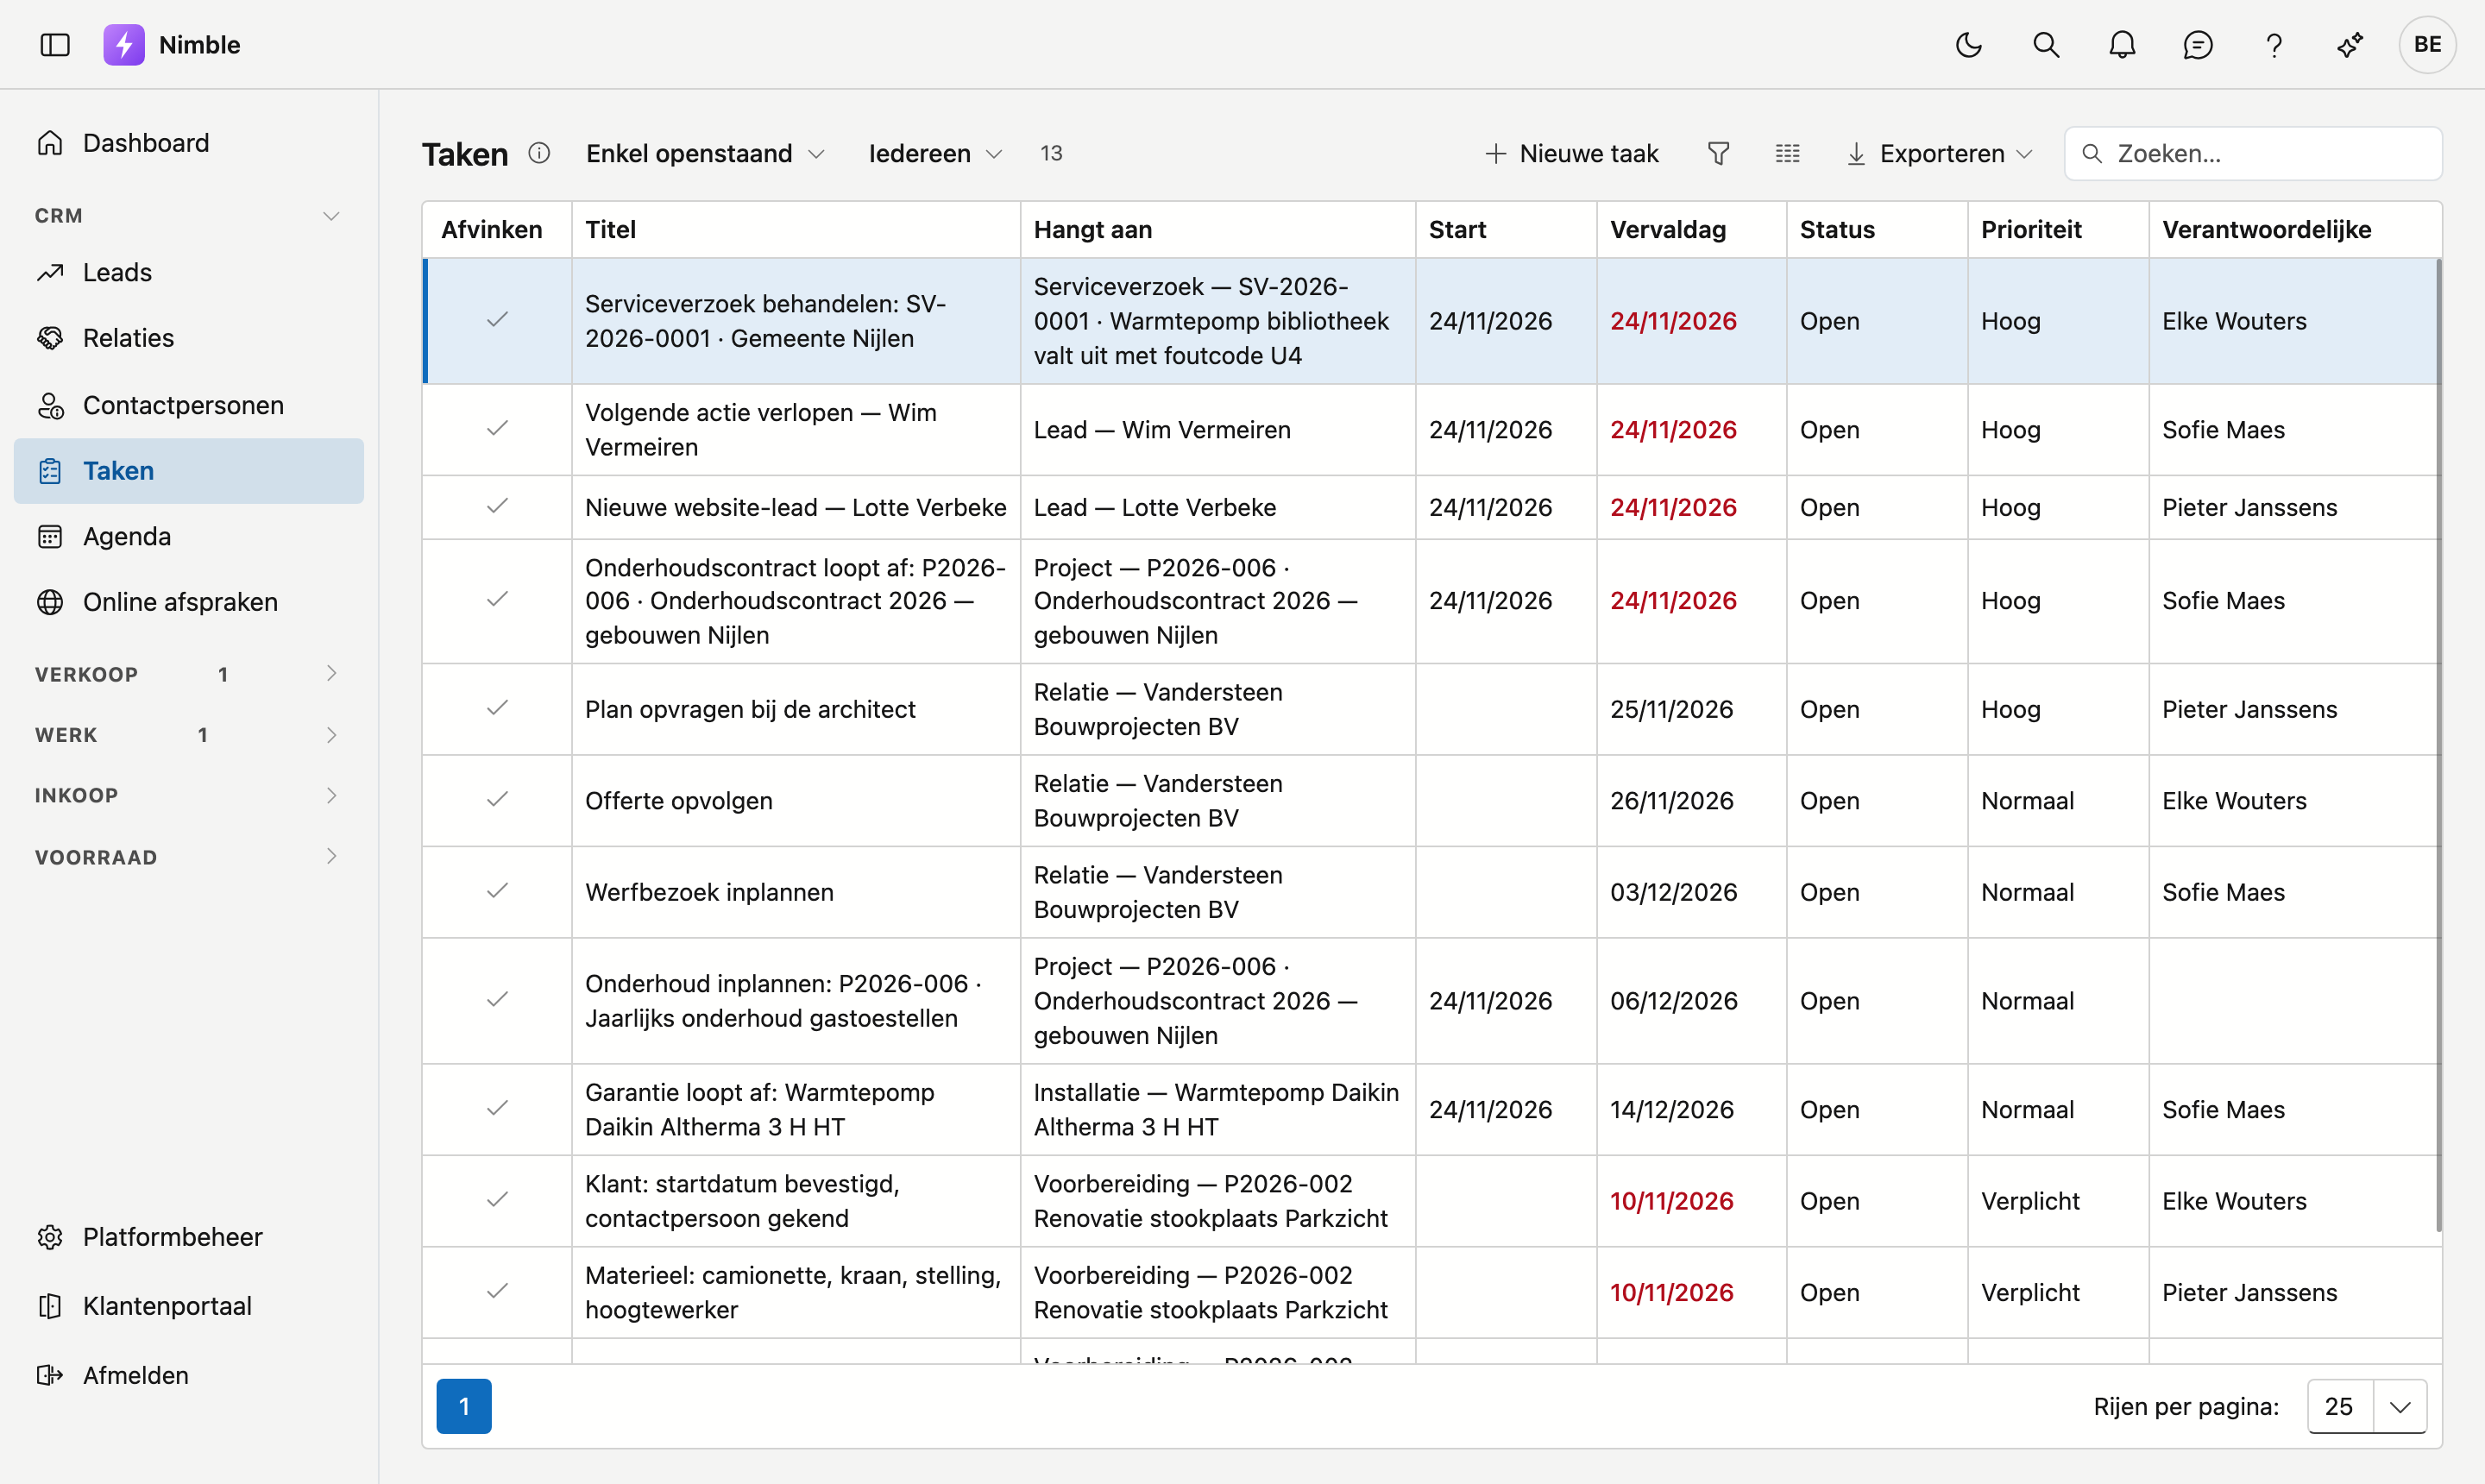 Nimble
BE
Dashboard
CRM
Leads
Relaties
Contactpersonen
Taken
Agenda
Online afspraken
VERKOOP 1
WERK 1
INKOOP
VOORRAAD
Platformbeheer
Klantenportaal
Afmelden
Taken Enkel openstaand Iedereen 13 Nieuwe taak Exporteren Zoeken...
Afvinken Titel Hangt aan Start Vervaldag Status Prioriteit Verantwoordelijke
Serviceverzoek behandelen: SV-
2026-0001 · Gemeente Nijlen
Serviceverzoek — SV-2026-
0001 · Warmtepomp bibliotheek
valt uit met foutcode U4
24/11/2026 24/11/2026 Open Hoog Elke Wouters
Volgende actie verlopen — Wim
Vermeiren
Lead — Wim Vermeiren 24/11/2026 24/11/2026 Open Hoog Sofie Maes
Nieuwe website-lead — Lotte Verbeke Lead — Lotte Verbeke 24/11/2026 24/11/2026 Open Hoog Pieter Janssens
Onderhoudscontract loopt af: P2026-
006 · Onderhoudscontract 2026 —
gebouwen Nijlen
Project — P2026-006 ·
Onderhoudscontract 2026 —
gebouwen Nijlen
24/11/2026 24/11/2026 Open Hoog Sofie Maes
Plan opvragen bij de architect
Relatie — Vandersteen
Bouwprojecten BV
25/11/2026 Open Hoog Pieter Janssens
Offerte opvolgen
Relatie — Vandersteen
Bouwprojecten BV
26/11/2026 Open Normaal Elke Wouters
Werfbezoek inplannen
Relatie — Vandersteen
Bouwprojecten BV
03/12/2026 Open Normaal Sofie Maes
Onderhoud inplannen: P2026-006 ·
Jaarlijks onderhoud gastoestellen
Project — P2026-006 ·
Onderhoudscontract 2026 —
gebouwen Nijlen
24/11/2026 06/12/2026 Open Normaal
Garantie loopt af: Warmtepomp
Daikin Altherma 3 H HT
Installatie — Warmtepomp Daikin
Altherma 3 H HT
24/11/2026 14/12/2026 Open Normaal Sofie Maes
Klant: startdatum bevestigd,
contactpersoon gekend
Voorbereiding — P2026-002
Renovatie stookplaats Parkzicht
10/11/2026 Open Verplicht Elke Wouters
Materieel: camionette, kraan, stelling,
hoogtewerker
Voorbereiding — P2026-002
Renovatie stookplaats Parkzicht
10/11/2026 Open Verplicht Pieter Janssens
Voorbereiding — P2026-002
1 Rijen per pagina: 25